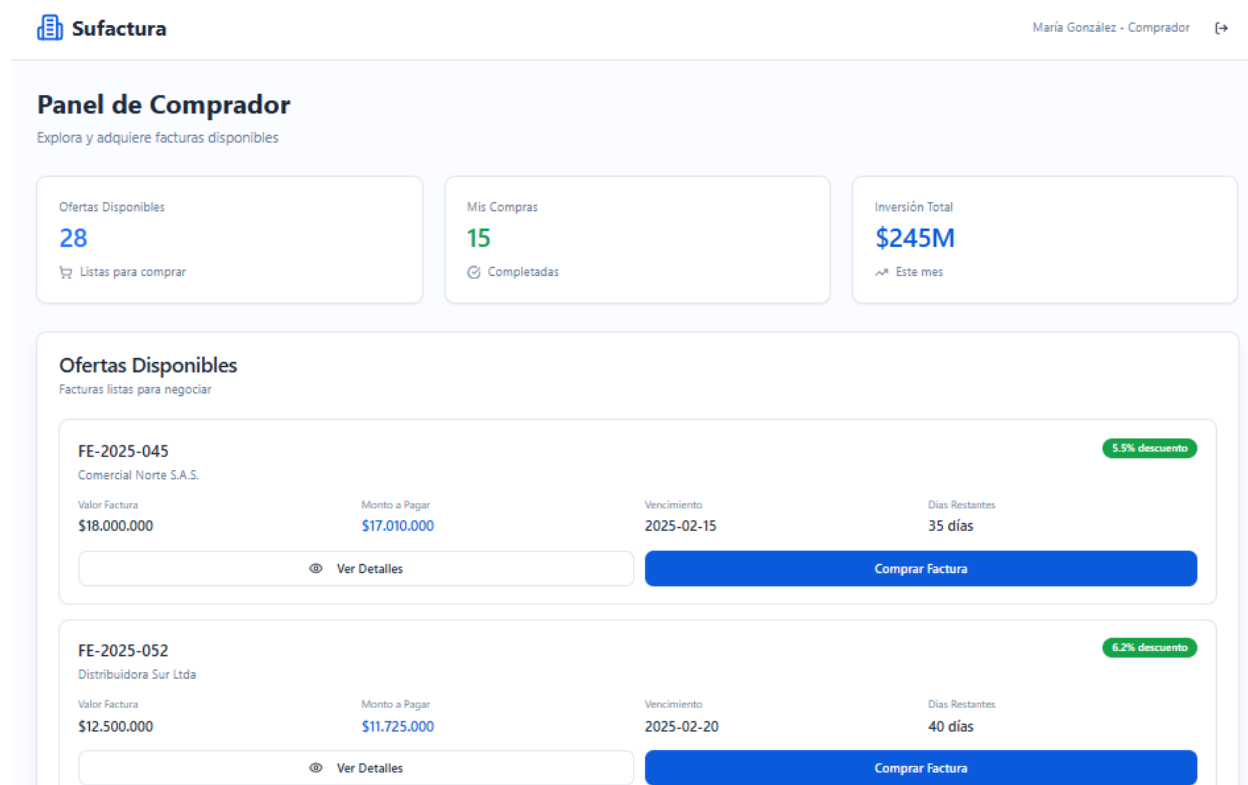 Sufactura
María González - Comprador
Panel de Comprador
Explora y adquiere facturas disponibles
Ofertas Disponibles
28
Listas para comprar
Mis Compras
15
Completadas
Inversión Total
$245M
Este mes
Ofertas Disponibles
Facturas listas para negociar
FE-2025-045
5.5% descuento
Comercial Norte S.A.S.
Valor Factura
$18.000.000
Monto a Pagar
$17.010.000
Vencimiento
2025-02-15
Días Restantes
35 días
Ver Detalles
Comprar Factura
FE-2025-052
6.2% descuento
Distribuidora Sur Ltda
Valor Factura
$12.500.000
Monto a Pagar
$11.725.000
Vencimiento
2025-02-20
Días Restantes
40 días
Ver Detalles
Comprar Factura